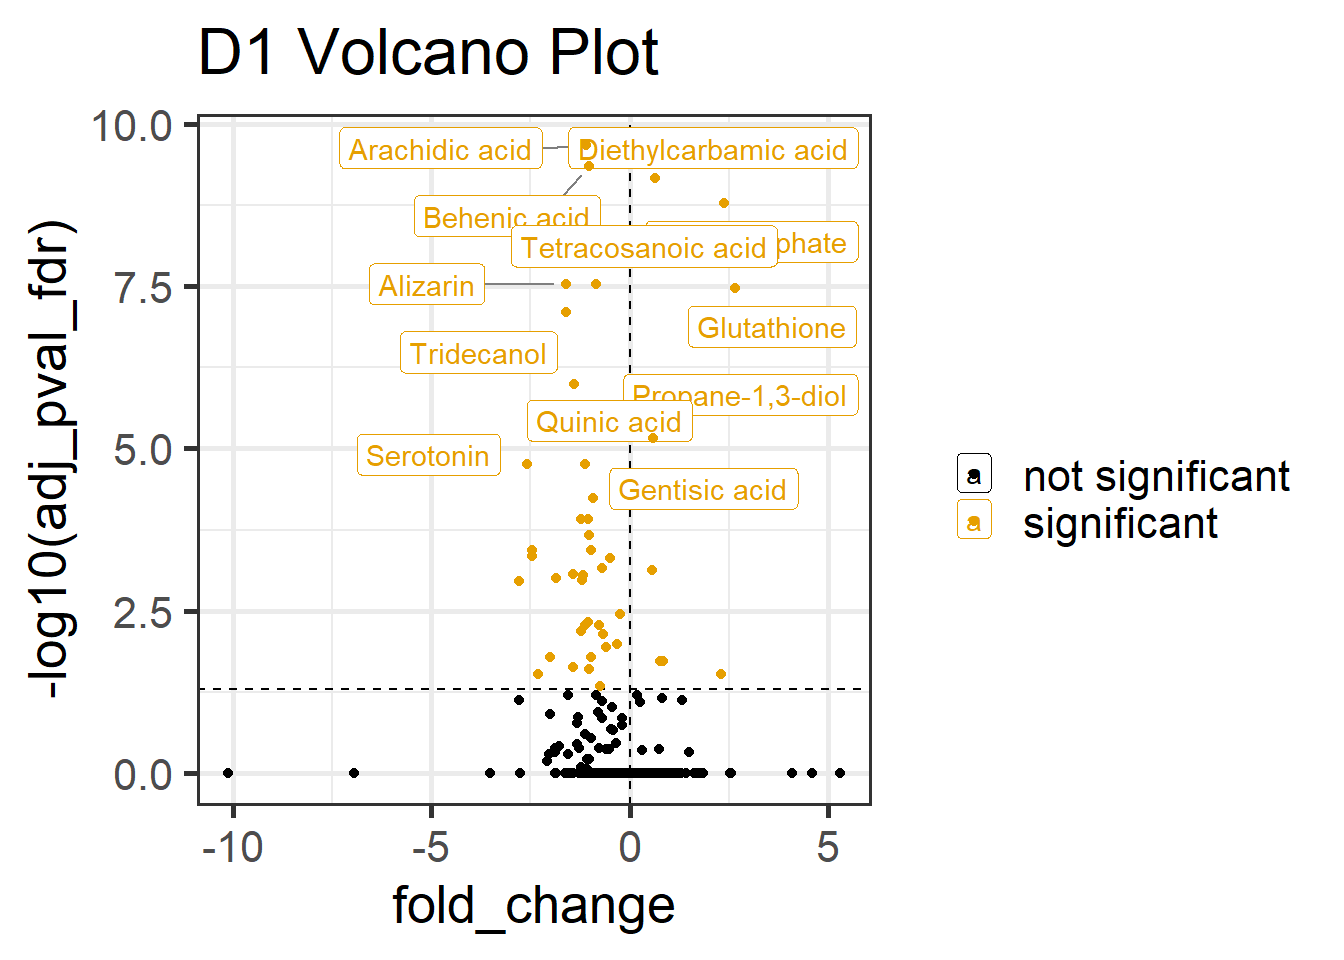 D1 Volcano Plot
-log10(adj_pval_fdr)
10.0
7.5
5.0
2.5
0.0
Arachidic acid
Diethylcarbamic acid
Behenic acid
phate
Tetracosanoic acid
Alizarin
Glutathione
Tridecanol
Propane-1,3-diol
Quinic acid
Serotonin
Gentisic acid
-10
-5
0
5
fold_change
a not significant
a significant